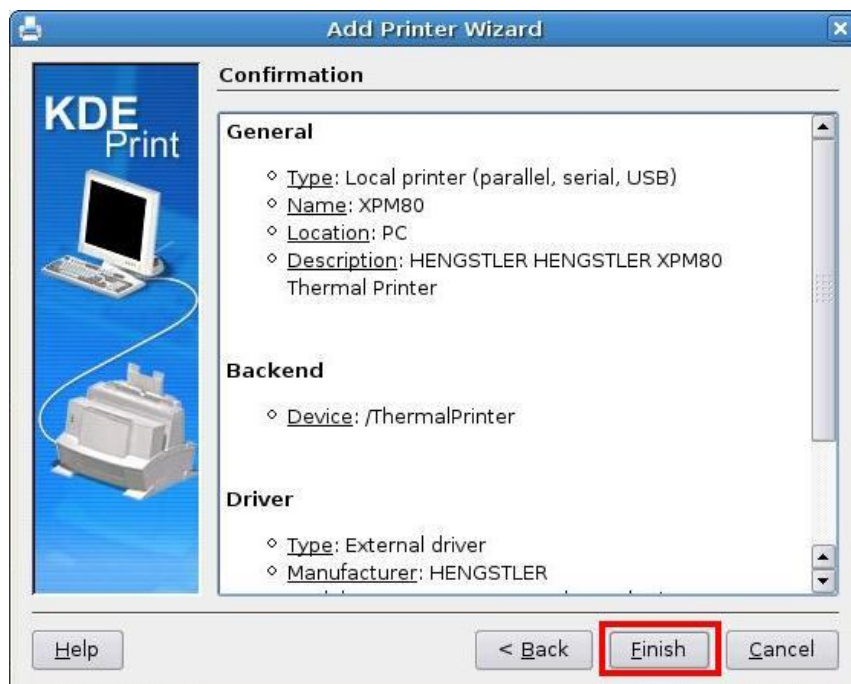 Add Printer Wizard
KDE
Print
Confirmation
General
Type: Local printer (parallel, serial, USB)
Name: XPM80
Location: PC
Description: HENGSTLER HENGSTLER XPM80
Thermal Printer
Backend
Device: /ThermalPrinter
Driver
Type: External driver
Manufacturer: HENGSTLER
Help
< Back
Finish
Cancel